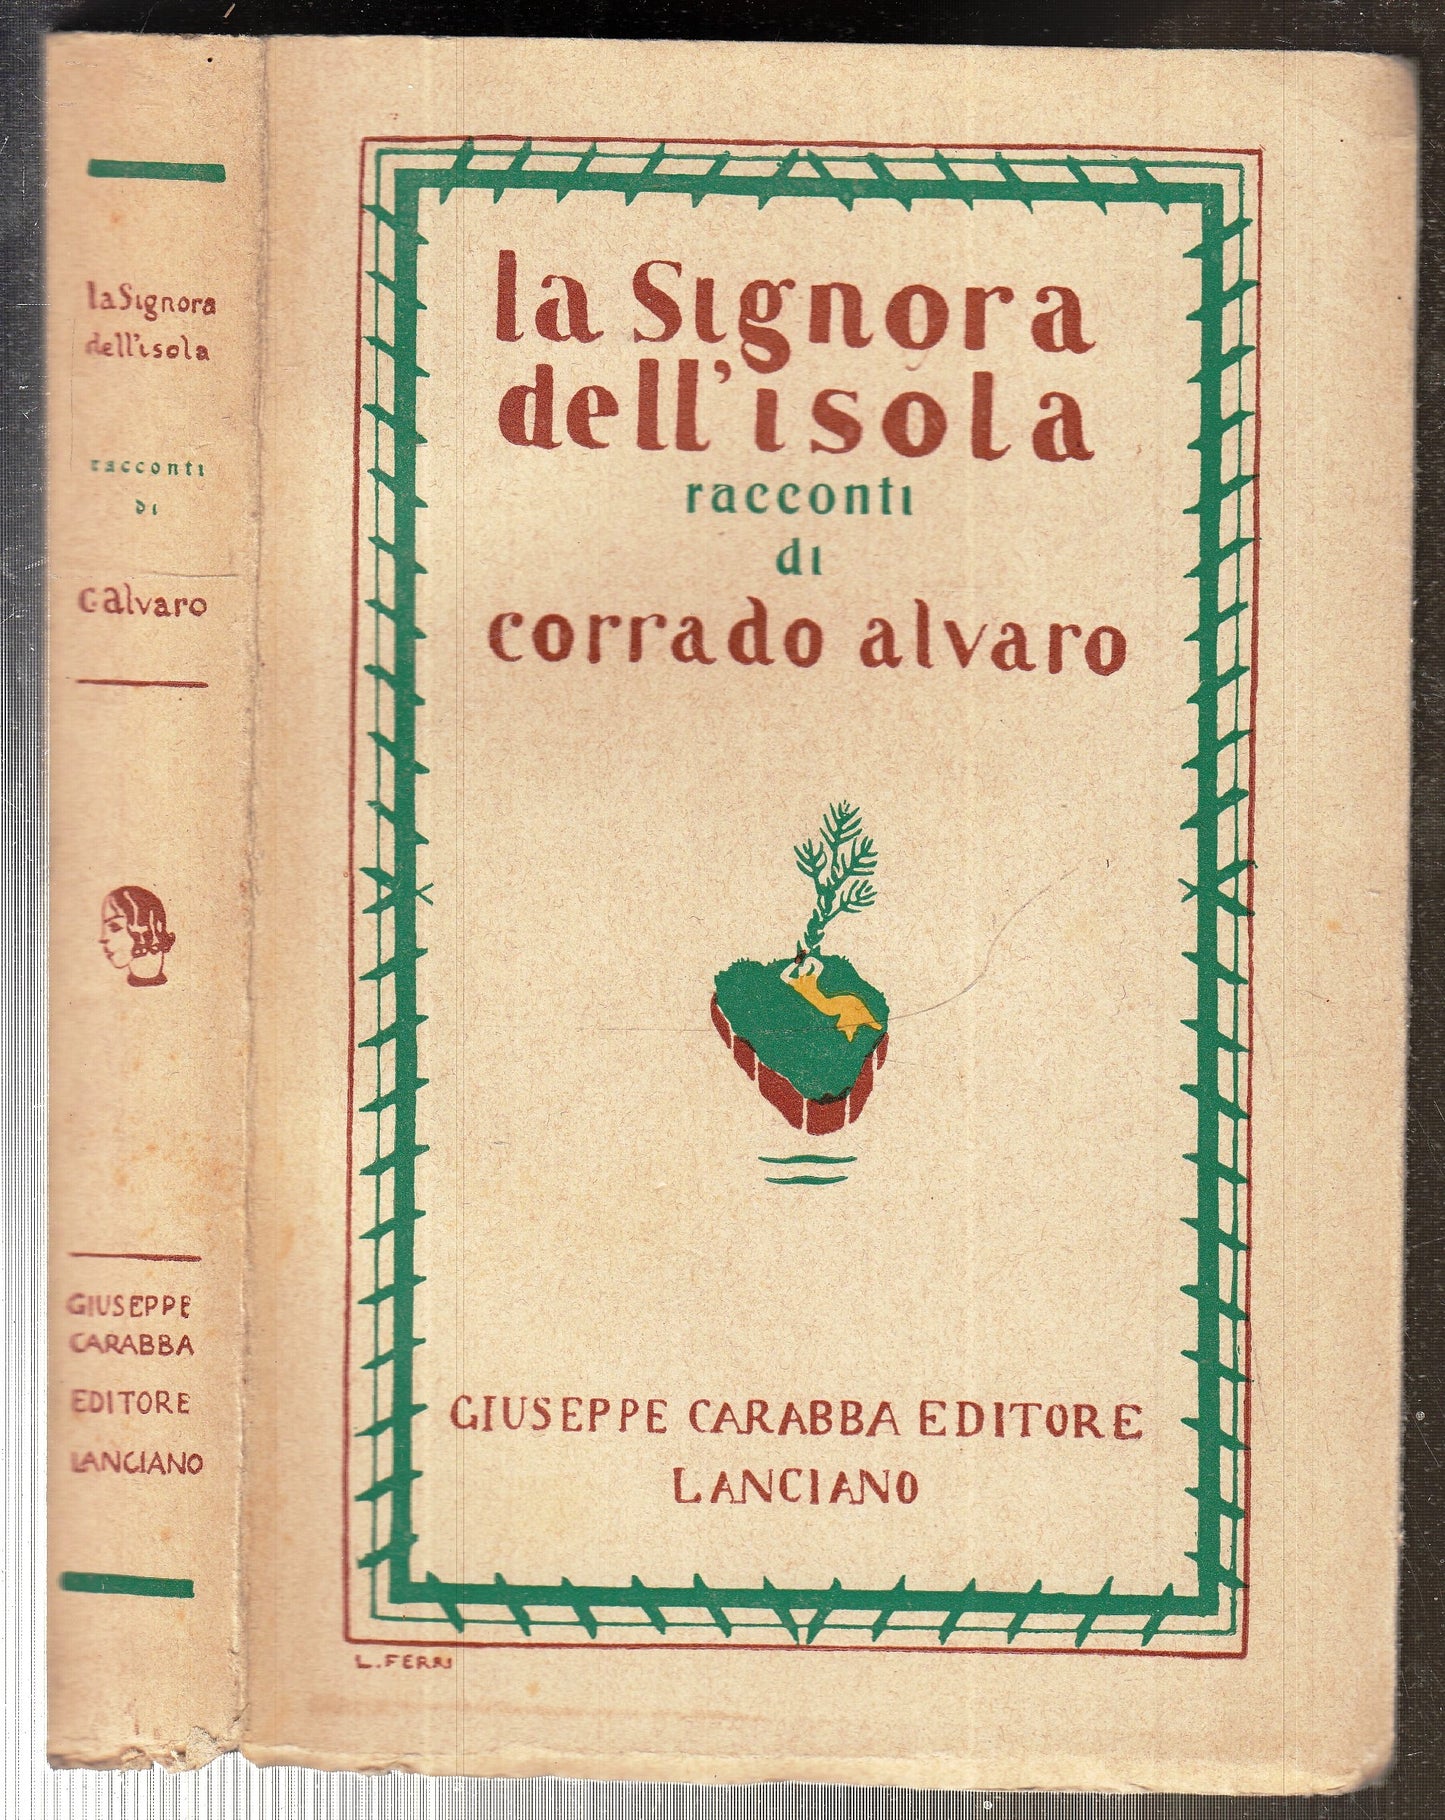 la Signora
dell'isola
racconti
di
c alvaro
GIUSEPPE
CARABBA
EDITORE
LANCIANO
la Signora
dell'isola
racconti
di
corrado alvaro
GIUSEPPE CARABBA EDITORE
LANCIANO
L. FERRI